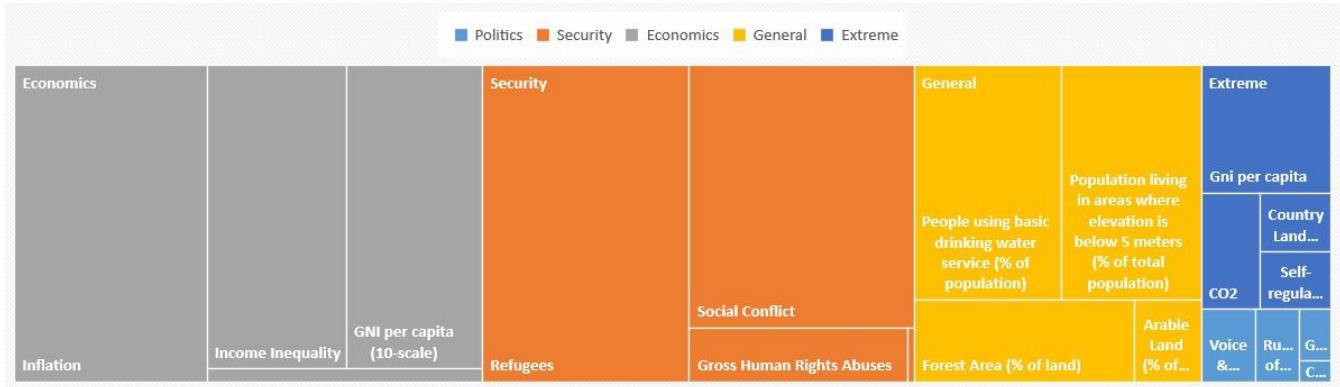 Politics Security Economics General Extreme
Economics
Inflation
Income Inequality
GNI per capita
(10-scale)
Security
Refugees
Social Conflict
Gross Human Rights Abuses
General
People using basic
drinking water
service (% of
population)
Population living
in areas where
elevation is
below 5 meters
(% of total
population)
Forest Area (% of land)
Arable
Land
(% of...
Extreme
Gni per capita
CO2
Country
Land...
Self-
regula...
Voice
&...
Ru...
of...
G...
C...